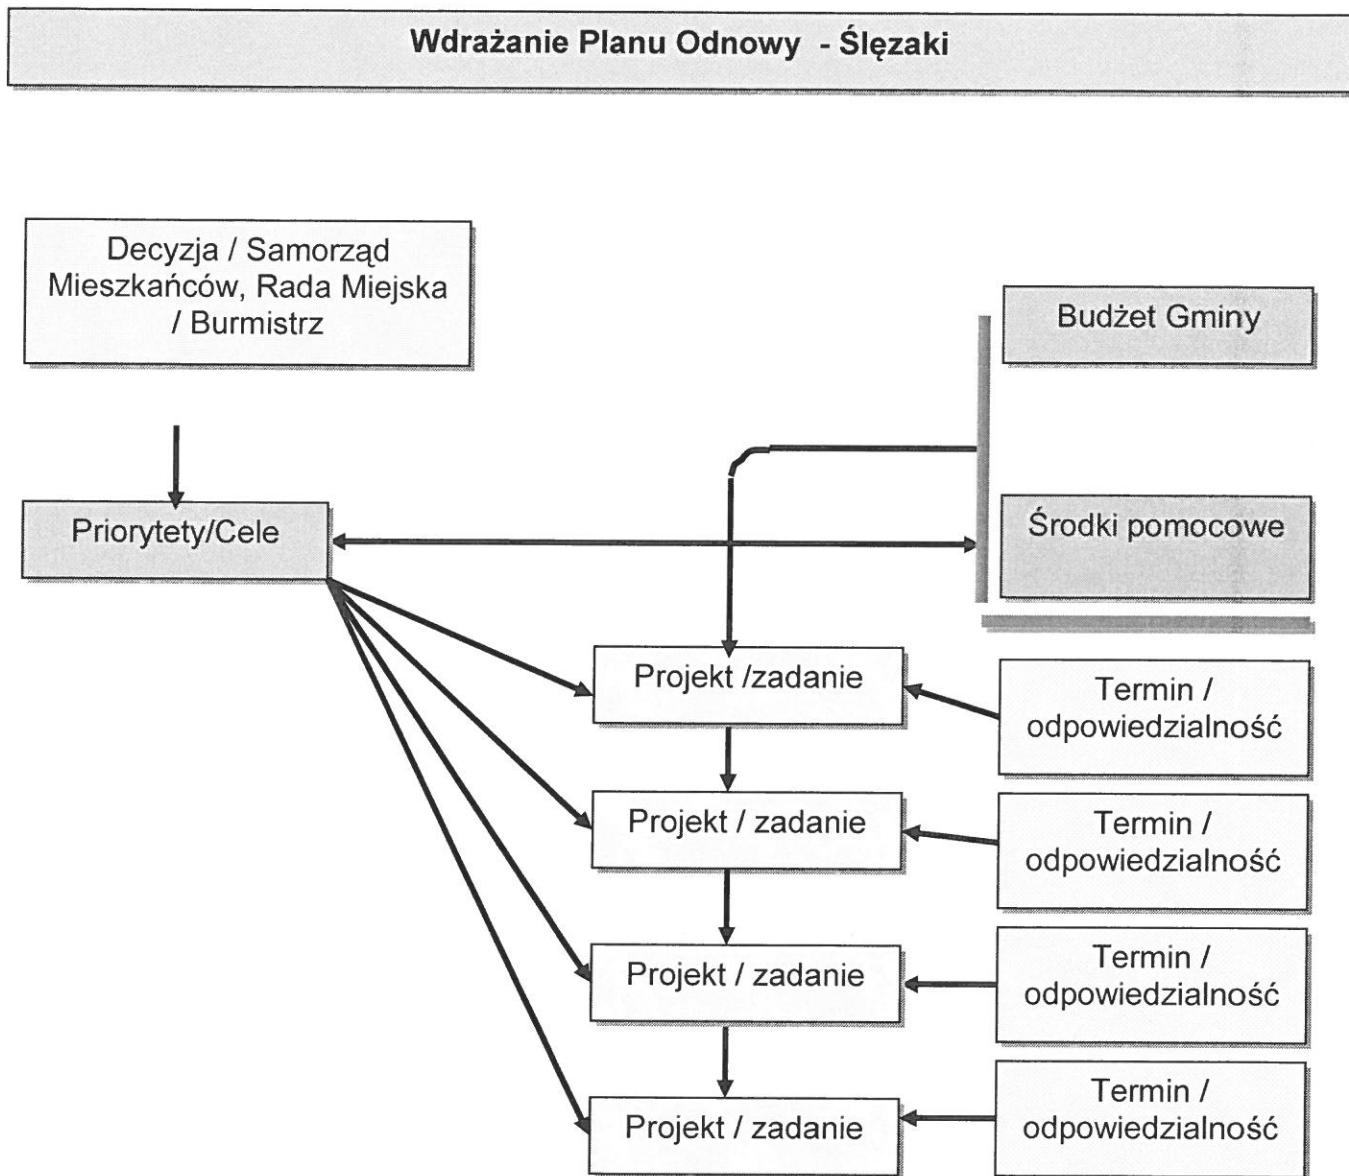 Wdrażanie Planu Odnowy - Ślęzaki
Decyzja / Samorząd
Mieszkańców, Rada Miejska
/ Burmistrz
Budżet Gminy
Priorytety/Cele
Środki pomocowe
Projekt /zadanie
Termin /
odpowiedzialność
Projekt / zadanie
Termin /
odpowiedzialność
Projekt / zadanie
Termin /
odpowiedzialność
Projekt / zadanie
Termin /
odpowiedzialność